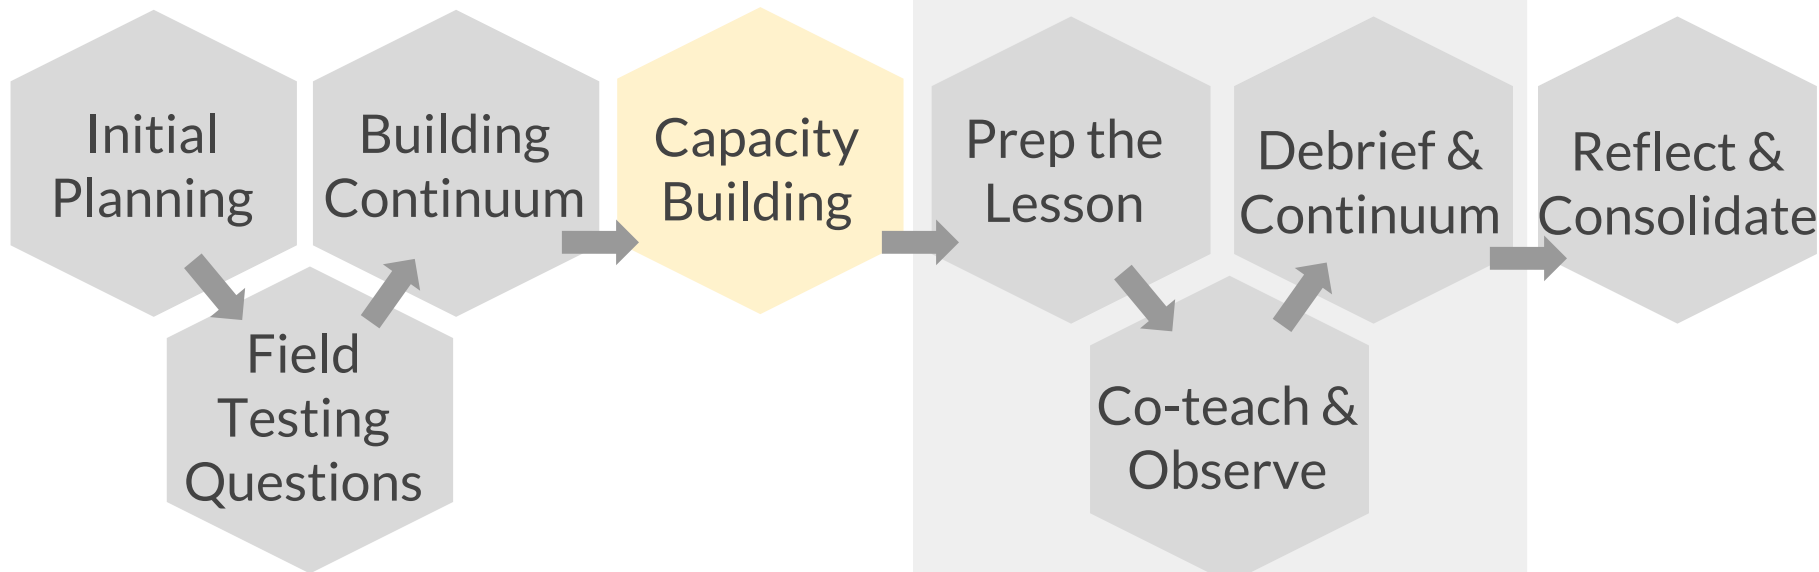 Initial
Planning
Field
Testing
Questions
Building
Continuum
Capacity
Building
Prep the
Lesson
Co-teach &
Observe
Debrief &
Continuum
Reflect &
Consolidate